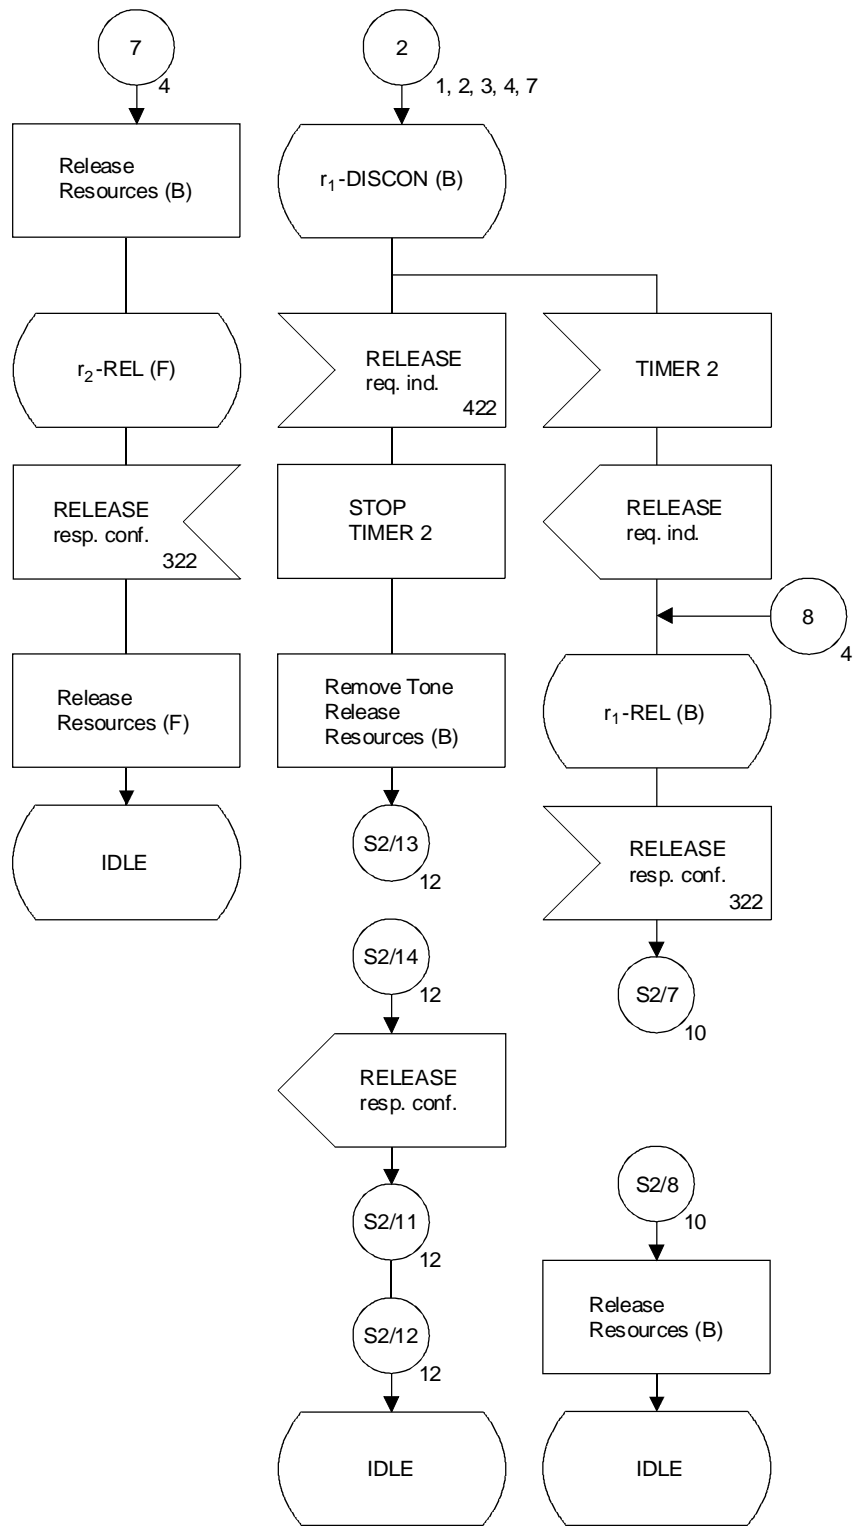 7
4
Release
Resources (B)
r2-REL (F)
RELEASE
resp. conf.
322
Release
Resources (F)
IDLE
2
1, 2, 3, 4, 7
r1-DISCON (B)
RELEASE
req. ind.
422
STOP
TIMER 2
Remove Tone
Release
Resources (B)
S2/13
12
S2/14
12
RELEASE
resp. conf.
S2/11
12
S2/12
12
IDLE
TIMER 2
RELEASE
req. ind.
8
4
r1-REL (B)
RELEASE
resp. conf.
322
S2/7
10
S2/8
10
Release
Resources (B)
IDLE